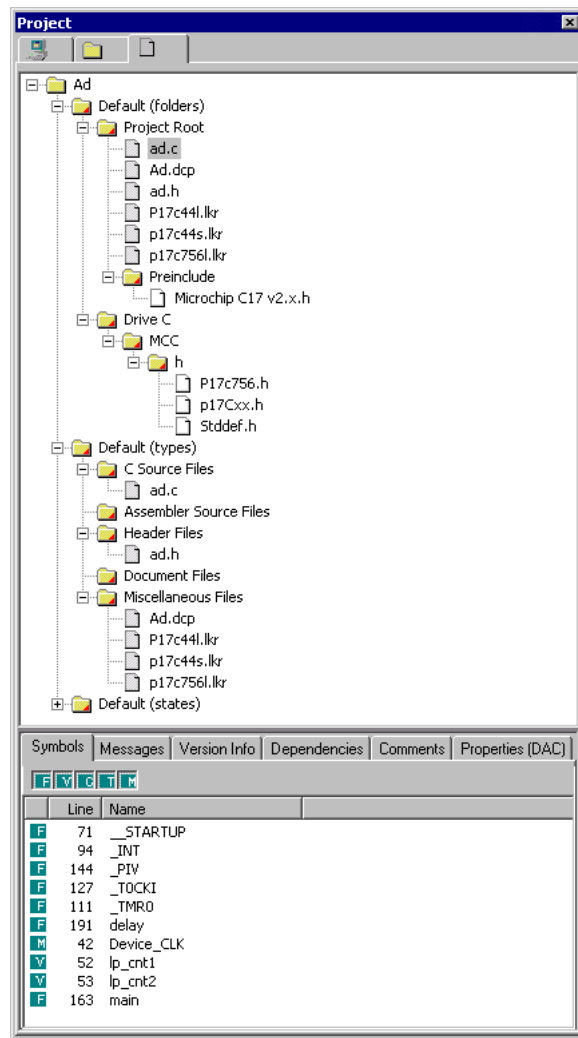 Project
Ad
Default (folders)
Project Root
ad.c
Ad.dcp
ad.h
P17c44l.lkr
p17c44s.lkr
p17c756l.lkr
Preinclude
Microchip C17 v2.x.h
Drive C
MCC
h
P17c756.h
p17Cxx.h
Stddef.h
Default (types)
C Source Files
ad.c
Assembler Source Files
Header Files
ad.h
Document Files
Miscellaneous Files
Ad.dcp
P17c44l.lkr
p17c44s.lkr
p17c756l.lkr
Default (states)
Symbols Messages Version Info Dependencies Comments Properties (DAC)
F V C T M
Line Name
F 71 __STARTUP
F 94 _INT
F 144 _PIV
F 127 _T0CKI
F 111 _TMR0
F 191 delay
M 42 Device_CLK
V 52 lp_cnt1
V 53 lp_cnt2
F 163 main